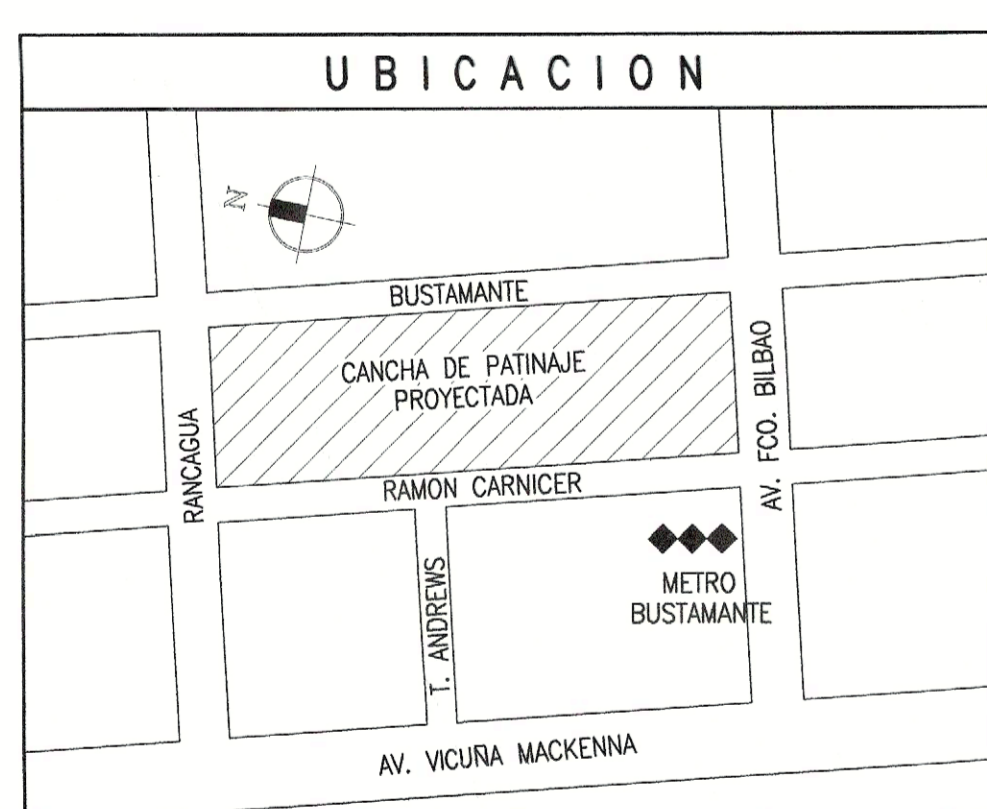 UBICACION
N
BUSTAMANTE
CANCHA DE PATINAJE
PROYECTADA
RANCAGUA
AV. FCO. BILBAO
RAMON CARNICER
T. ANDREWS
METRO
BUSTAMANTE
AV. VICUÑA MACKENNA